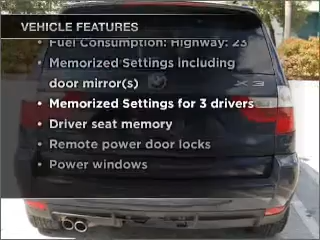 VEHICLE FEATURES
Fuel Consumption: Highway: 23
Memorized Settings including
door mirror(s)
X3
Memorized Settings for 3 drivers
Driver seat memory
Remote power door locks
Power windows